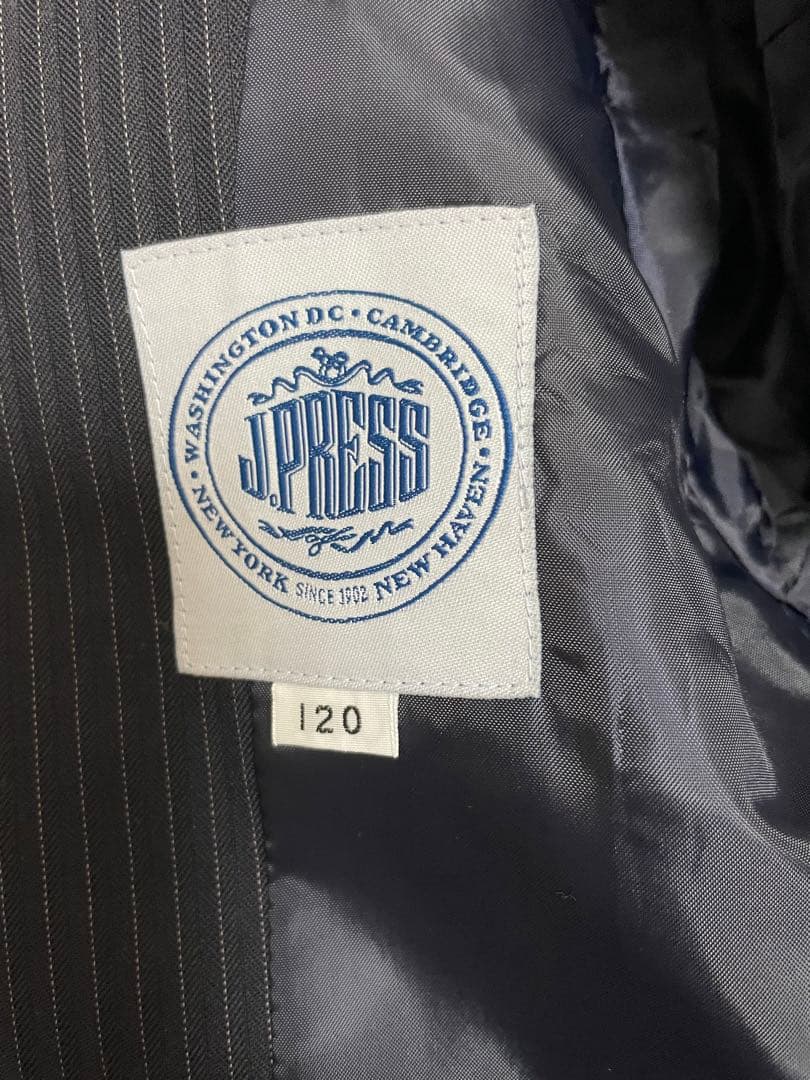 WASHINGTON DC • CAMBRIDGE •
J.PRESS
NEW YORK SINCE 1902 NEW HAVEN •
120